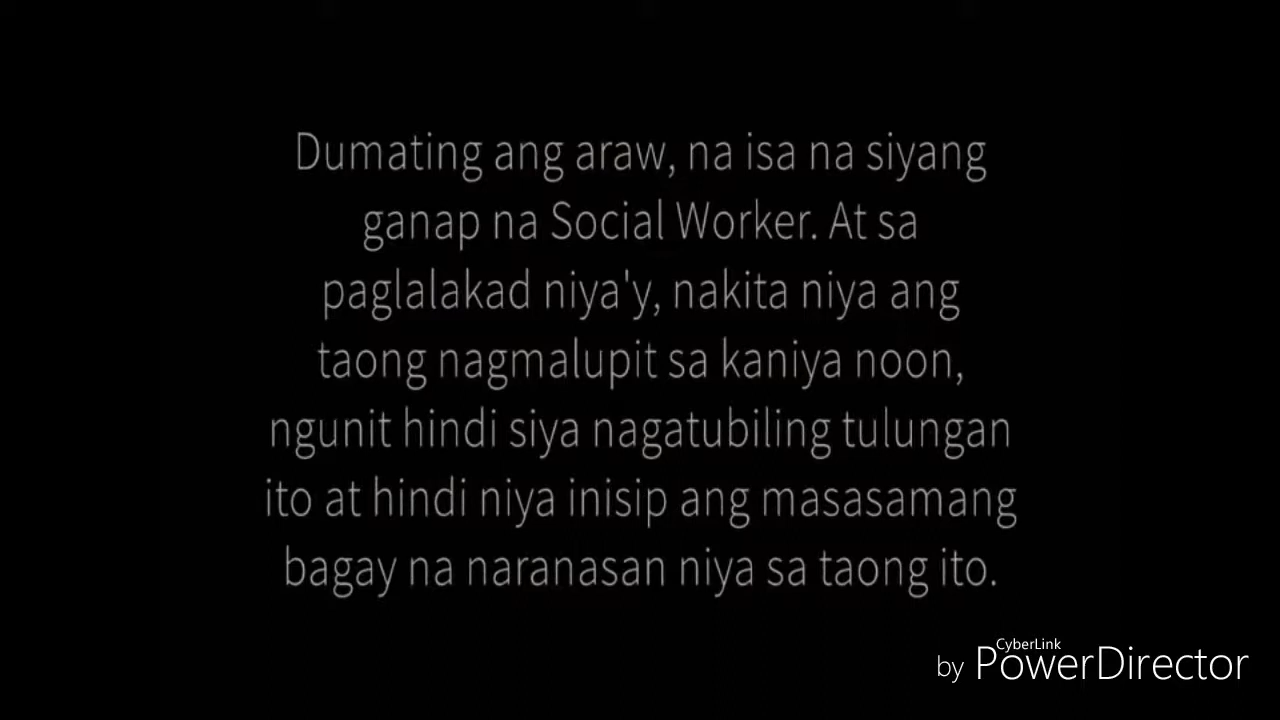 Dumating ang araw, na isa na siyang
ganap na Social Worker. At sa
paglalakad niya'y, nakita niya ang
taong nagmalupit sa kaniya noon,
ngunit hindi siya nagatubiling tulungan
ito at hindi niya inisip ang masasamang
bagay na naranasan niya sa taong ito.
CyberLink
by PowerDirector